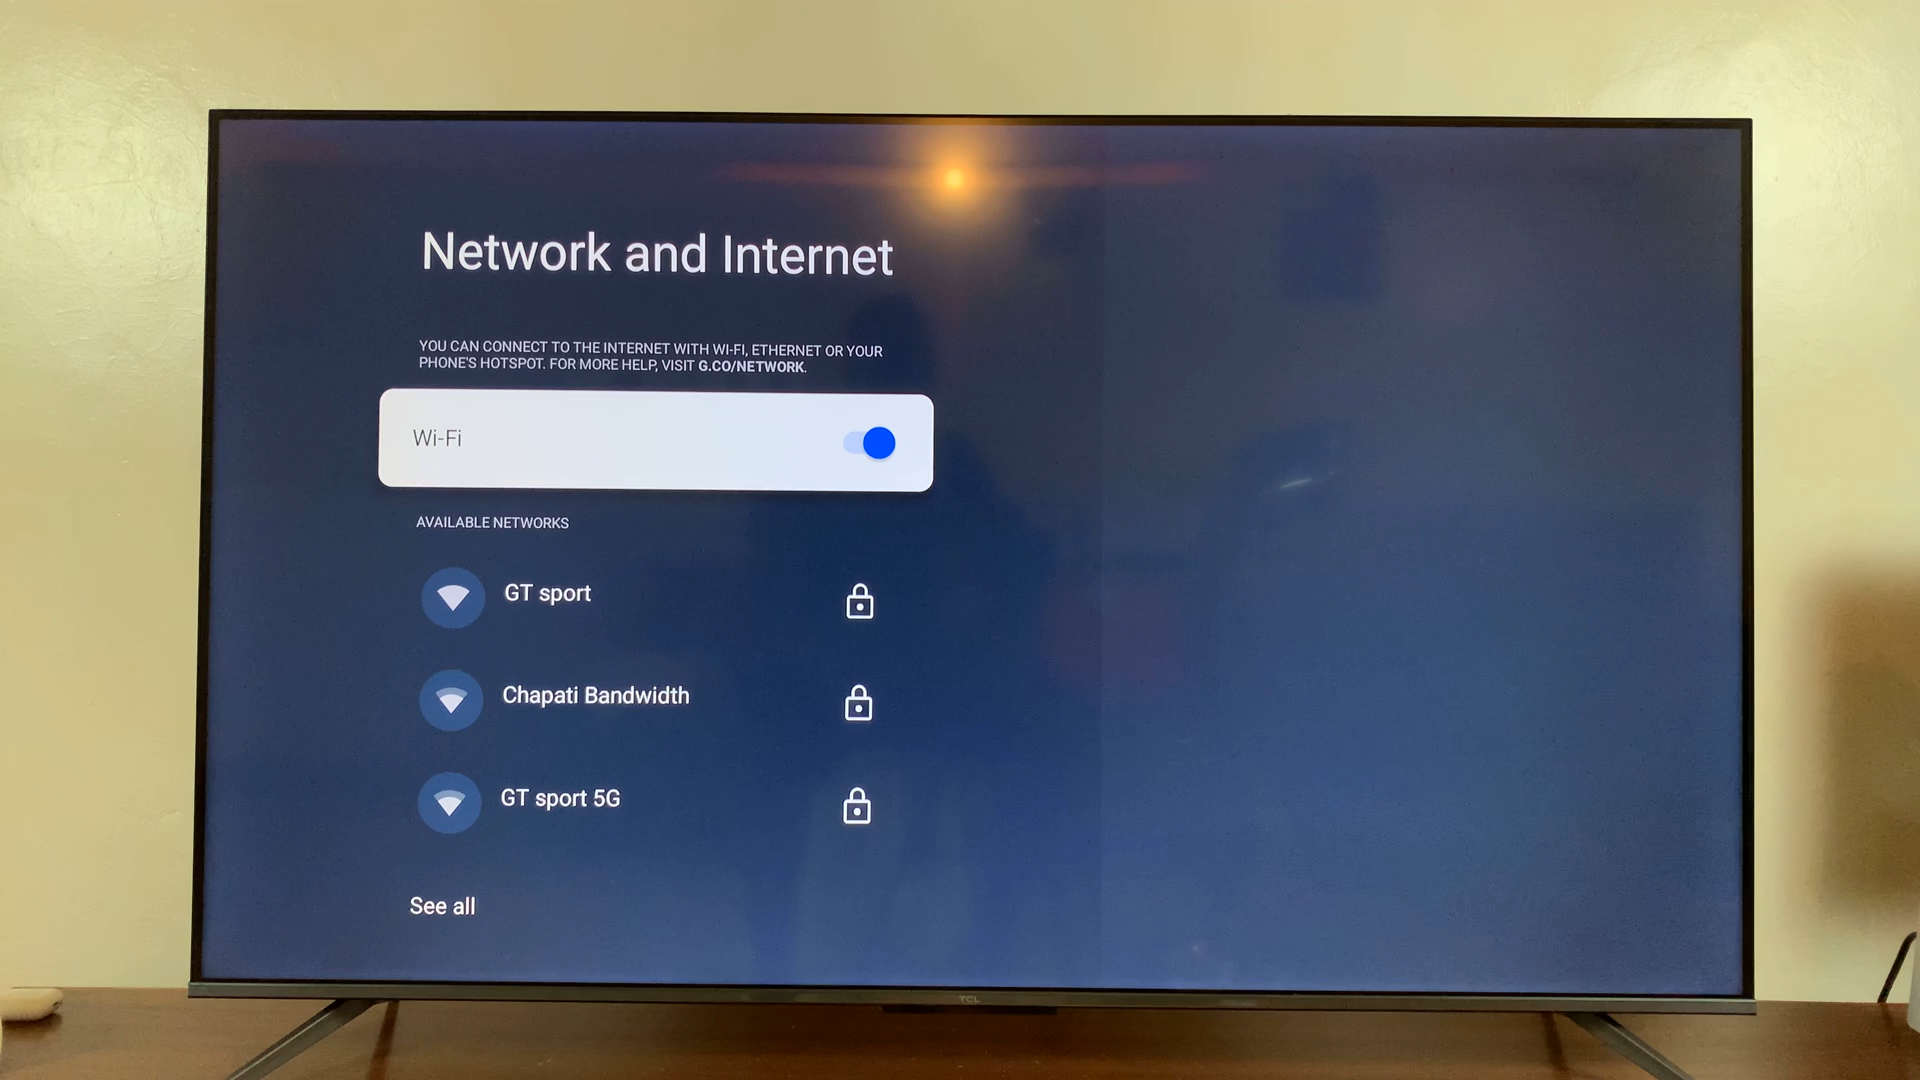 Network and Internet
YOU CAN CONNECT TO THE INTERNET WITH WI-FI, ETHERNET OR YOUR
PHONE'S HOTSPOT. FOR MORE HELP, VISIT G.CO/NETWORK.
Wi-Fi
AVAILABLE NETWORKS
GT sport
Chapati Bandwidth
GT sport 5G
See all
TCL